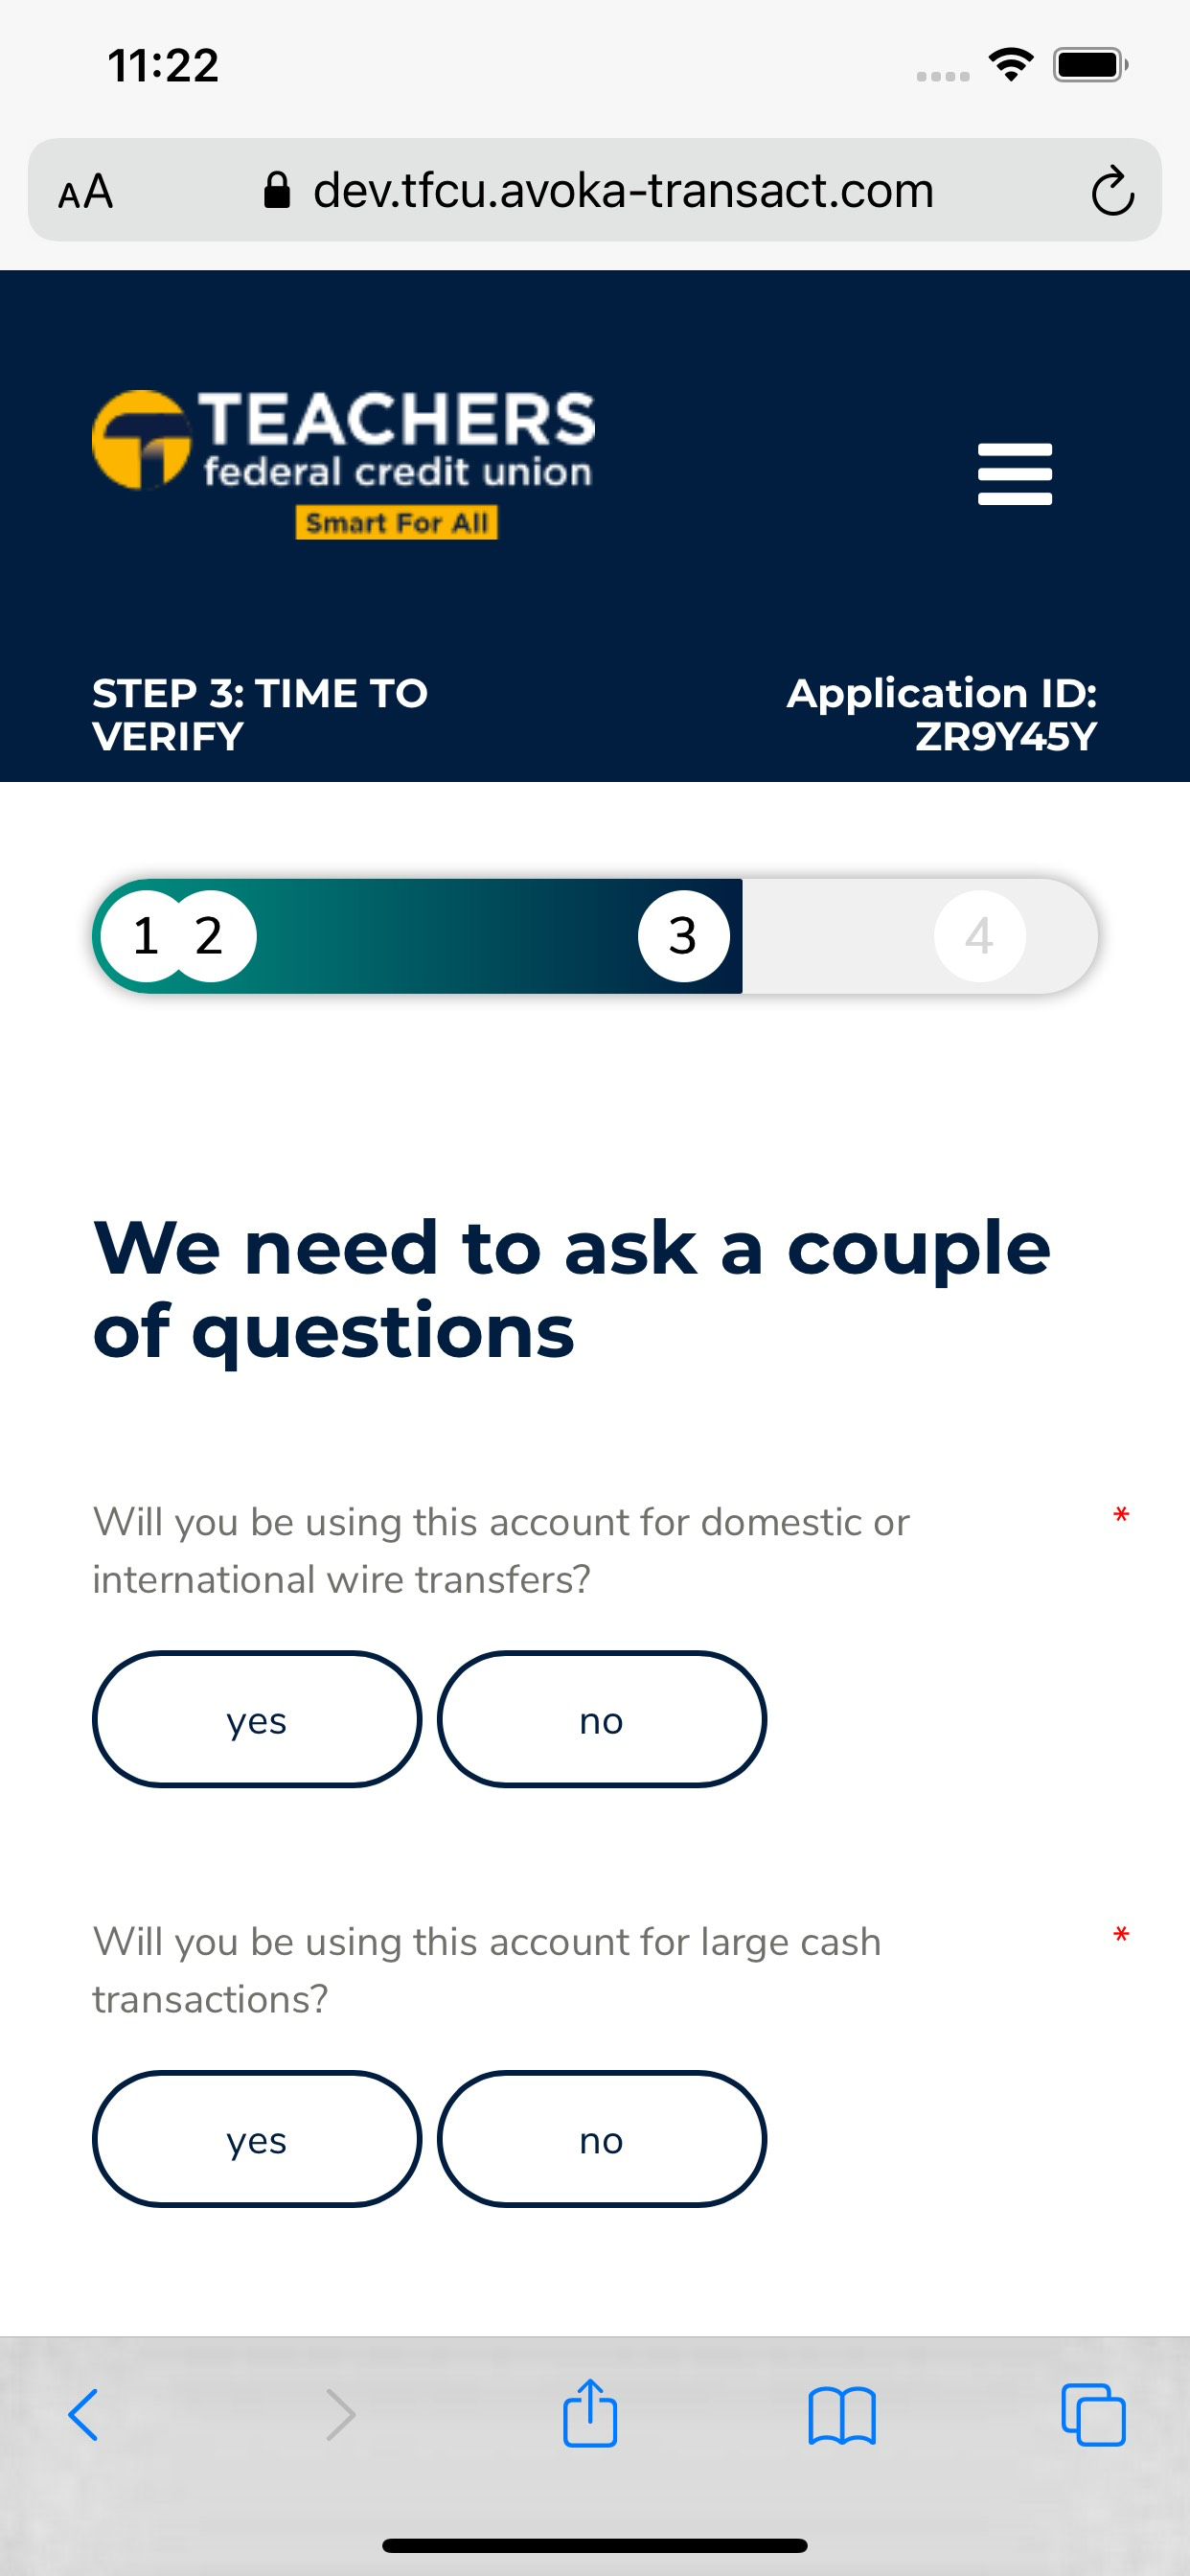 11:22
AA dev.tfcu.avoka-transact.com
TEACHERS
federal credit union
Smart For All
STEP 3: TIME TO
VERIFY
Application ID:
ZR9Y45Y
1 2 3 4
We need to ask a couple
of questions
Will you be using this account for domestic or *
international wire transfers?
yes no
Will you be using this account for large cash *
transactions?
yes no